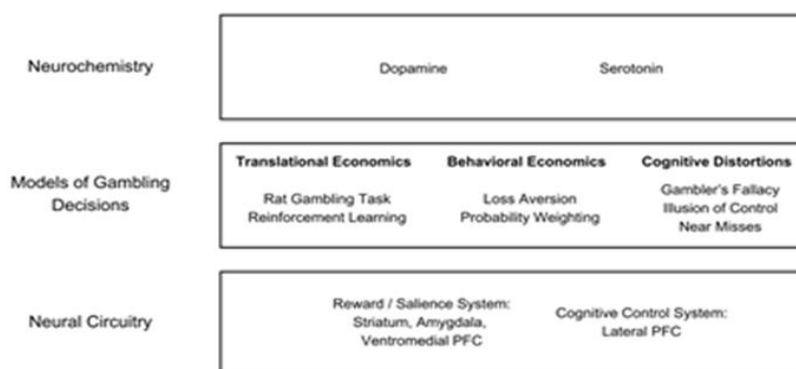 Neurochemistry
Dopamine
Serotonin
Models of Gambling
Decisions
Translational Economics
Rat Gambling Task
Reinforcement Learning
Behavioral Economics
Loss Aversion
Probability Weighting
Cognitive Distortions
Gambler's Fallacy
Illusion of Control
Near Misses
Neural Circuitry
Reward / Salience System:
Striatum, Amygdala,
Ventromedial PFC
Cognitive Control System:
Lateral PFC